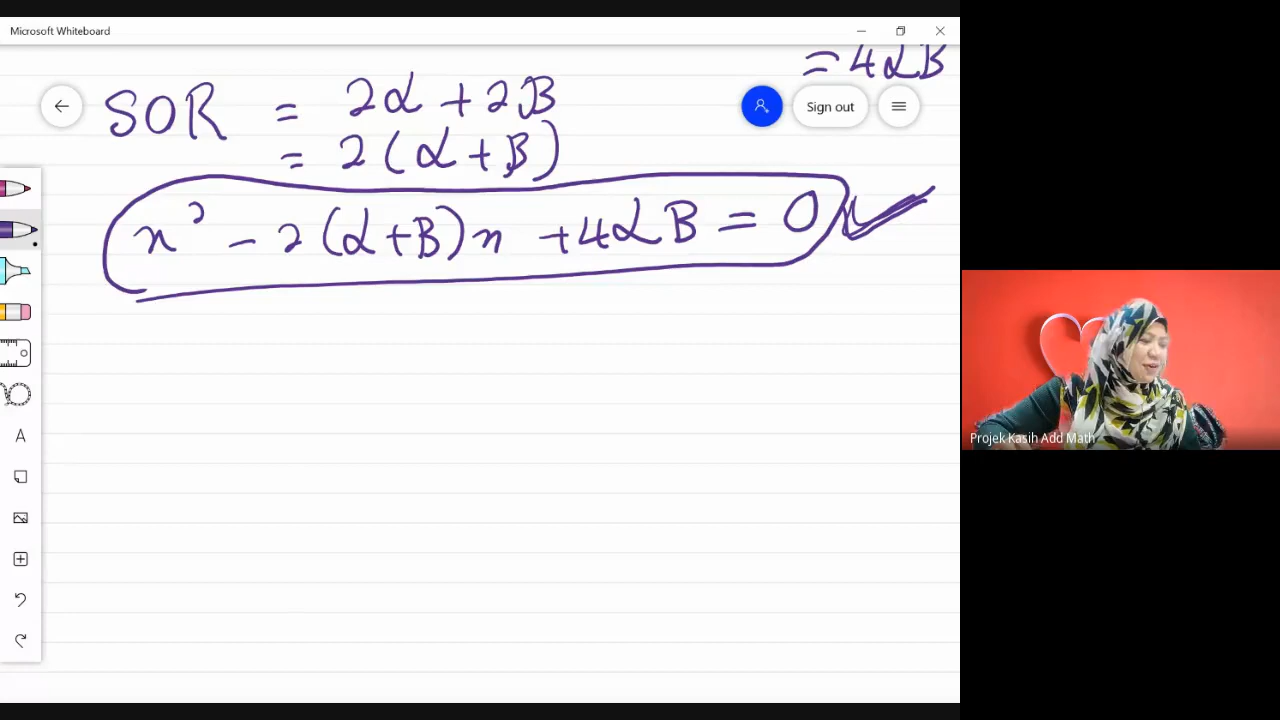 Microsoft Whiteboard
= 4αβ
Sign out
SOR = 2α + 2β
= 2(α + β)
x² - 2(α+β)x + 4αβ = 0
A
Projek Kasih Add Math